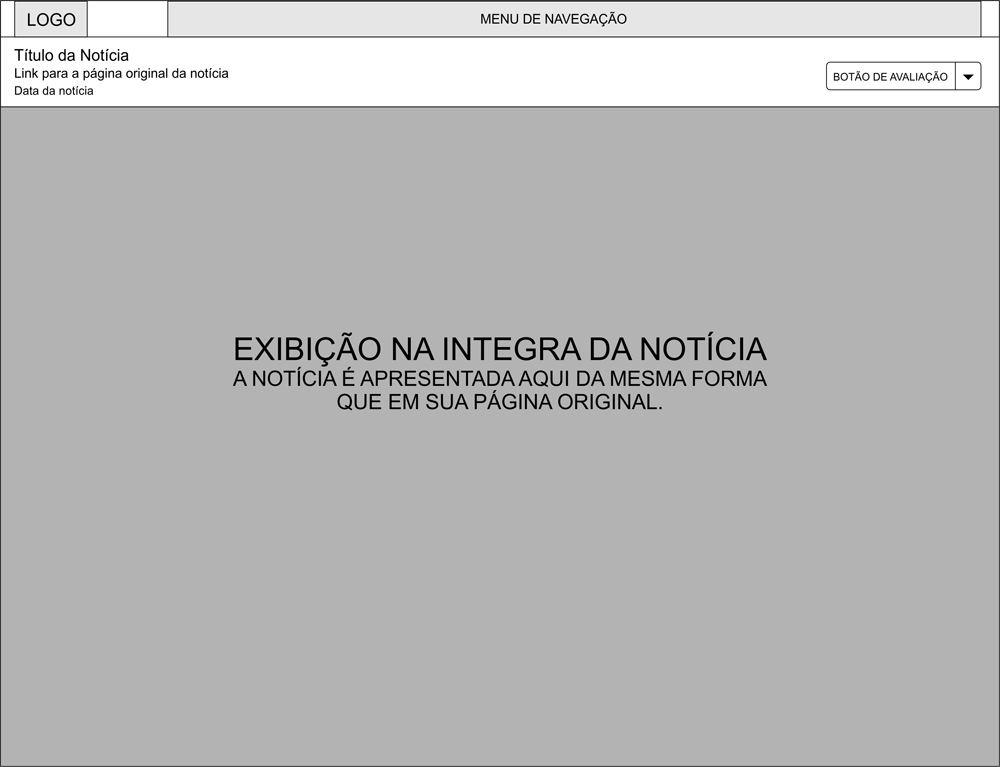 LOGO
MENU DE NAVEGAÇÃO
Título da Notícia
Link para a página original da notícia
Data da notícia
BOTÃO DE AVALIAÇÃO
EXIBIÇÃO NA INTEGRA DA NOTÍCIA
A NOTÍCIA É APRESENTADA AQUI DA MESMA FORMA
QUE EM SUA PÁGINA ORIGINAL.